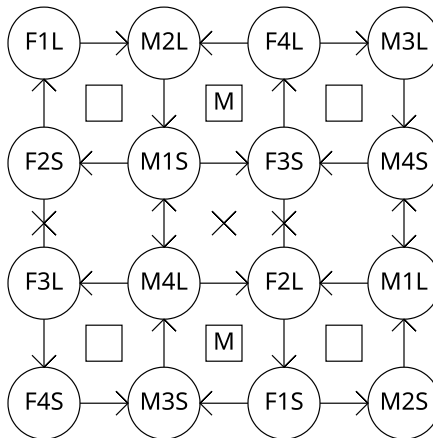 F1L M2L F4L M3L
M
F2S M1S F3S M4S
F3L M4L F2L M1L
M
F4S M3S F1S M2S